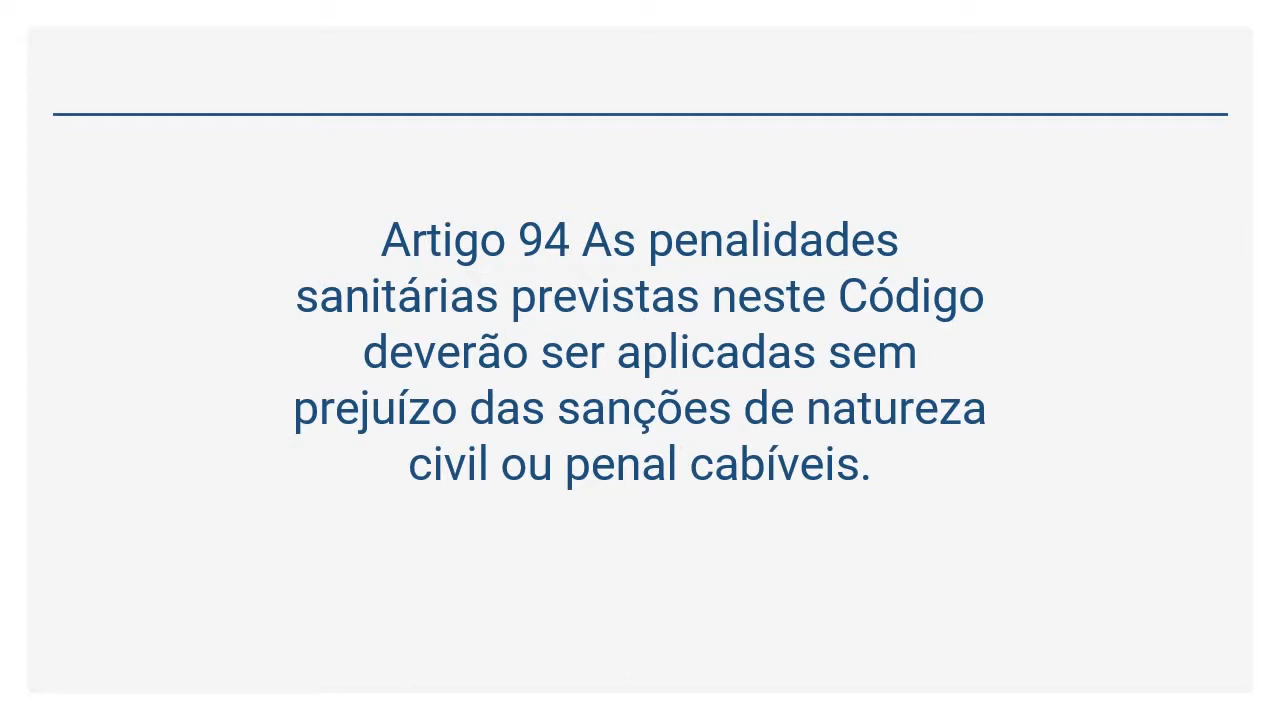 Artigo 94 As penalidades
sanitárias previstas neste Código
deverão ser aplicadas sem
prejuízo das sanções de natureza
civil ou penal cabíveis.